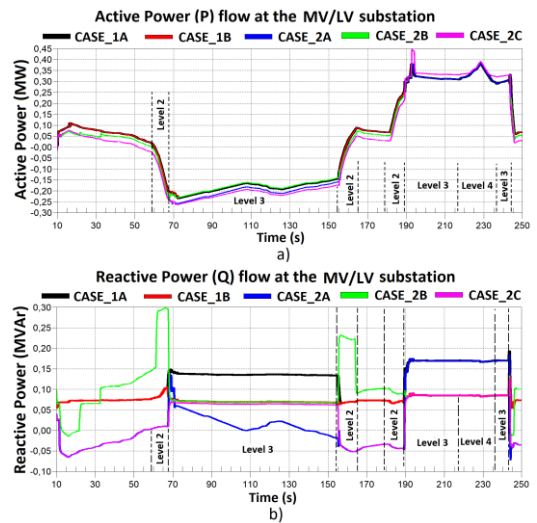 Active Power (P) flow at the MV/LV substation
CASE_1A CASE_1B CASE_2A CASE_2B CASE_2C
Active Power (MW)
0,45
0,40
0,35
0,30
0,25
0,20
0,15
0,10
0,05
0,00
-0,05
-0,10
-0,15
-0,20
-0,25
-0,30
Level 2
Level 3
Level 2
Level 2
Level 3
Level 4
Level 3
10 30 50 70 90 110 130 150 170 190 210 230 250
Time (s)
a)
Reactive Power (Q) flow at the MV/LV substation
CASE_1A CASE_1B CASE_2A CASE_2B CASE_2C
Reactive Power (MVAr)
0,30
0,25
0,20
0,15
0,10
0,05
0,00
-0,05
-0,10
Level 2
Level 3
Level 2
Level 2
Level 3
Level 4
Level 3
10 30 50 70 90 110 130 150 170 190 210 230 250
Time (s)
b)